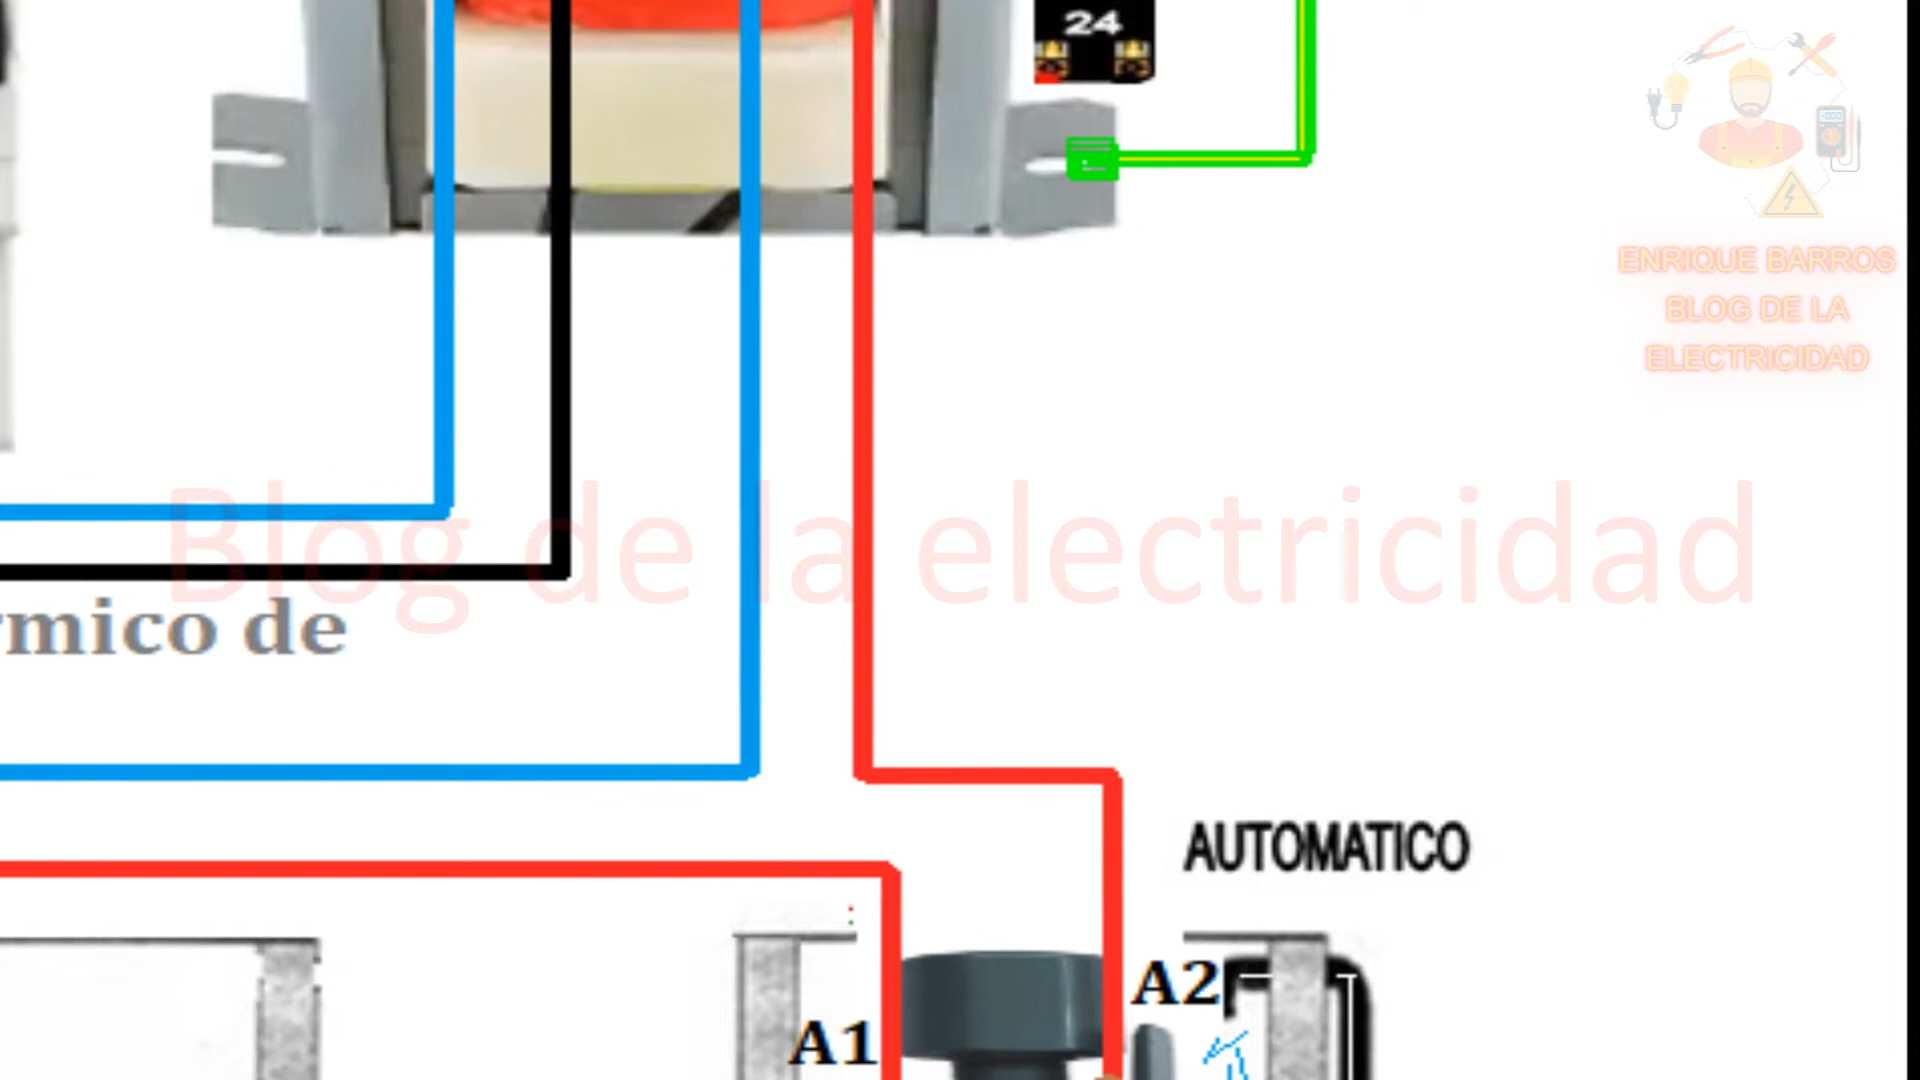 24
ENRIQUE BARROS
BLOG DE LA
ELECTRICIDAD
Blog de la electricidad
rmico de
AUTOMATICO
A2
A1